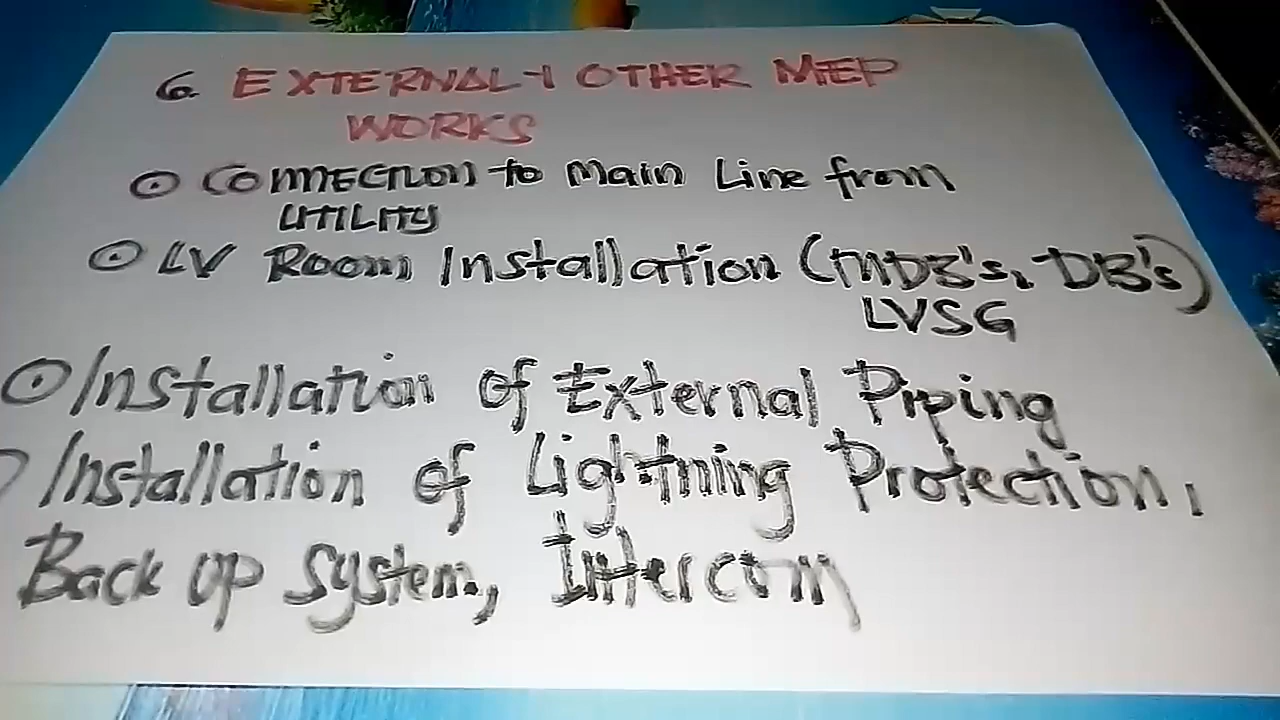 6. EXTERNAL + OTHER MEP
WORKS
⊙ CONNECTION to Main Line from
UTILITY
⊙ LV Room Installation (MDB's, DB's)
LVSG
⊙ Installation of External Piping
Installation of Lightning Protection,
Back up System, Intercom